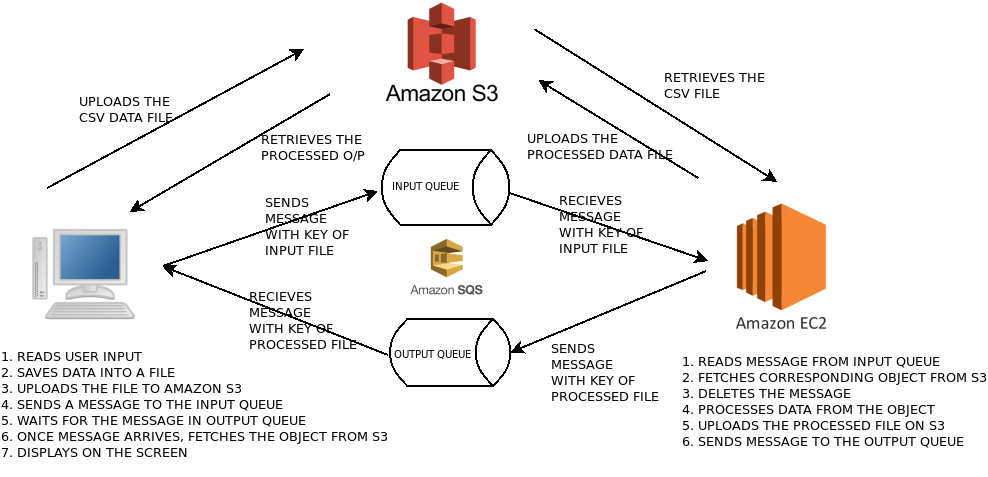 Amazon S3
RETRIEVES THE
CSV FILE
UPLOADS THE
CSV DATA FILE
RETRIEVES THE
PROCESSED O/P
UPLOADS THE
PROCESSED DATA FILE
INPUT QUEUE
SENDS
MESSAGE
WITH KEY OF
INPUT FILE
RECIEVES
MESSAGE
WITH KEY OF
INPUT FILE
Amazon SQS
RECIEVES
MESSAGE
WITH KEY OF
PROCESSED FILE
OUTPUT QUEUE
SENDS
MESSAGE
WITH KEY OF
PROCESSED FILE
Amazon EC2
1. READS USER INPUT
2. SAVES DATA INTO A FILE
3. UPLOADS THE FILE TO AMAZON S3
4. SENDS A MESSAGE TO THE INPUT QUEUE
5. WAITS FOR THE MESSAGE IN OUTPUT QUEUE
6. ONCE MESSAGE ARRIVES, FETCHES THE OBJECT FROM S3
7. DISPLAYS ON THE SCREEN
1. READS MESSAGE FROM INPUT QUEUE
2. FETCHES CORRESPONDING OBJECT FROM S3
3. DELETES THE MESSAGE
4. PROCESSES DATA FROM THE OBJECT
5. UPLOADS THE PROCESSED FILE ON S3
6. SENDS MESSAGE TO THE OUTPUT QUEUE